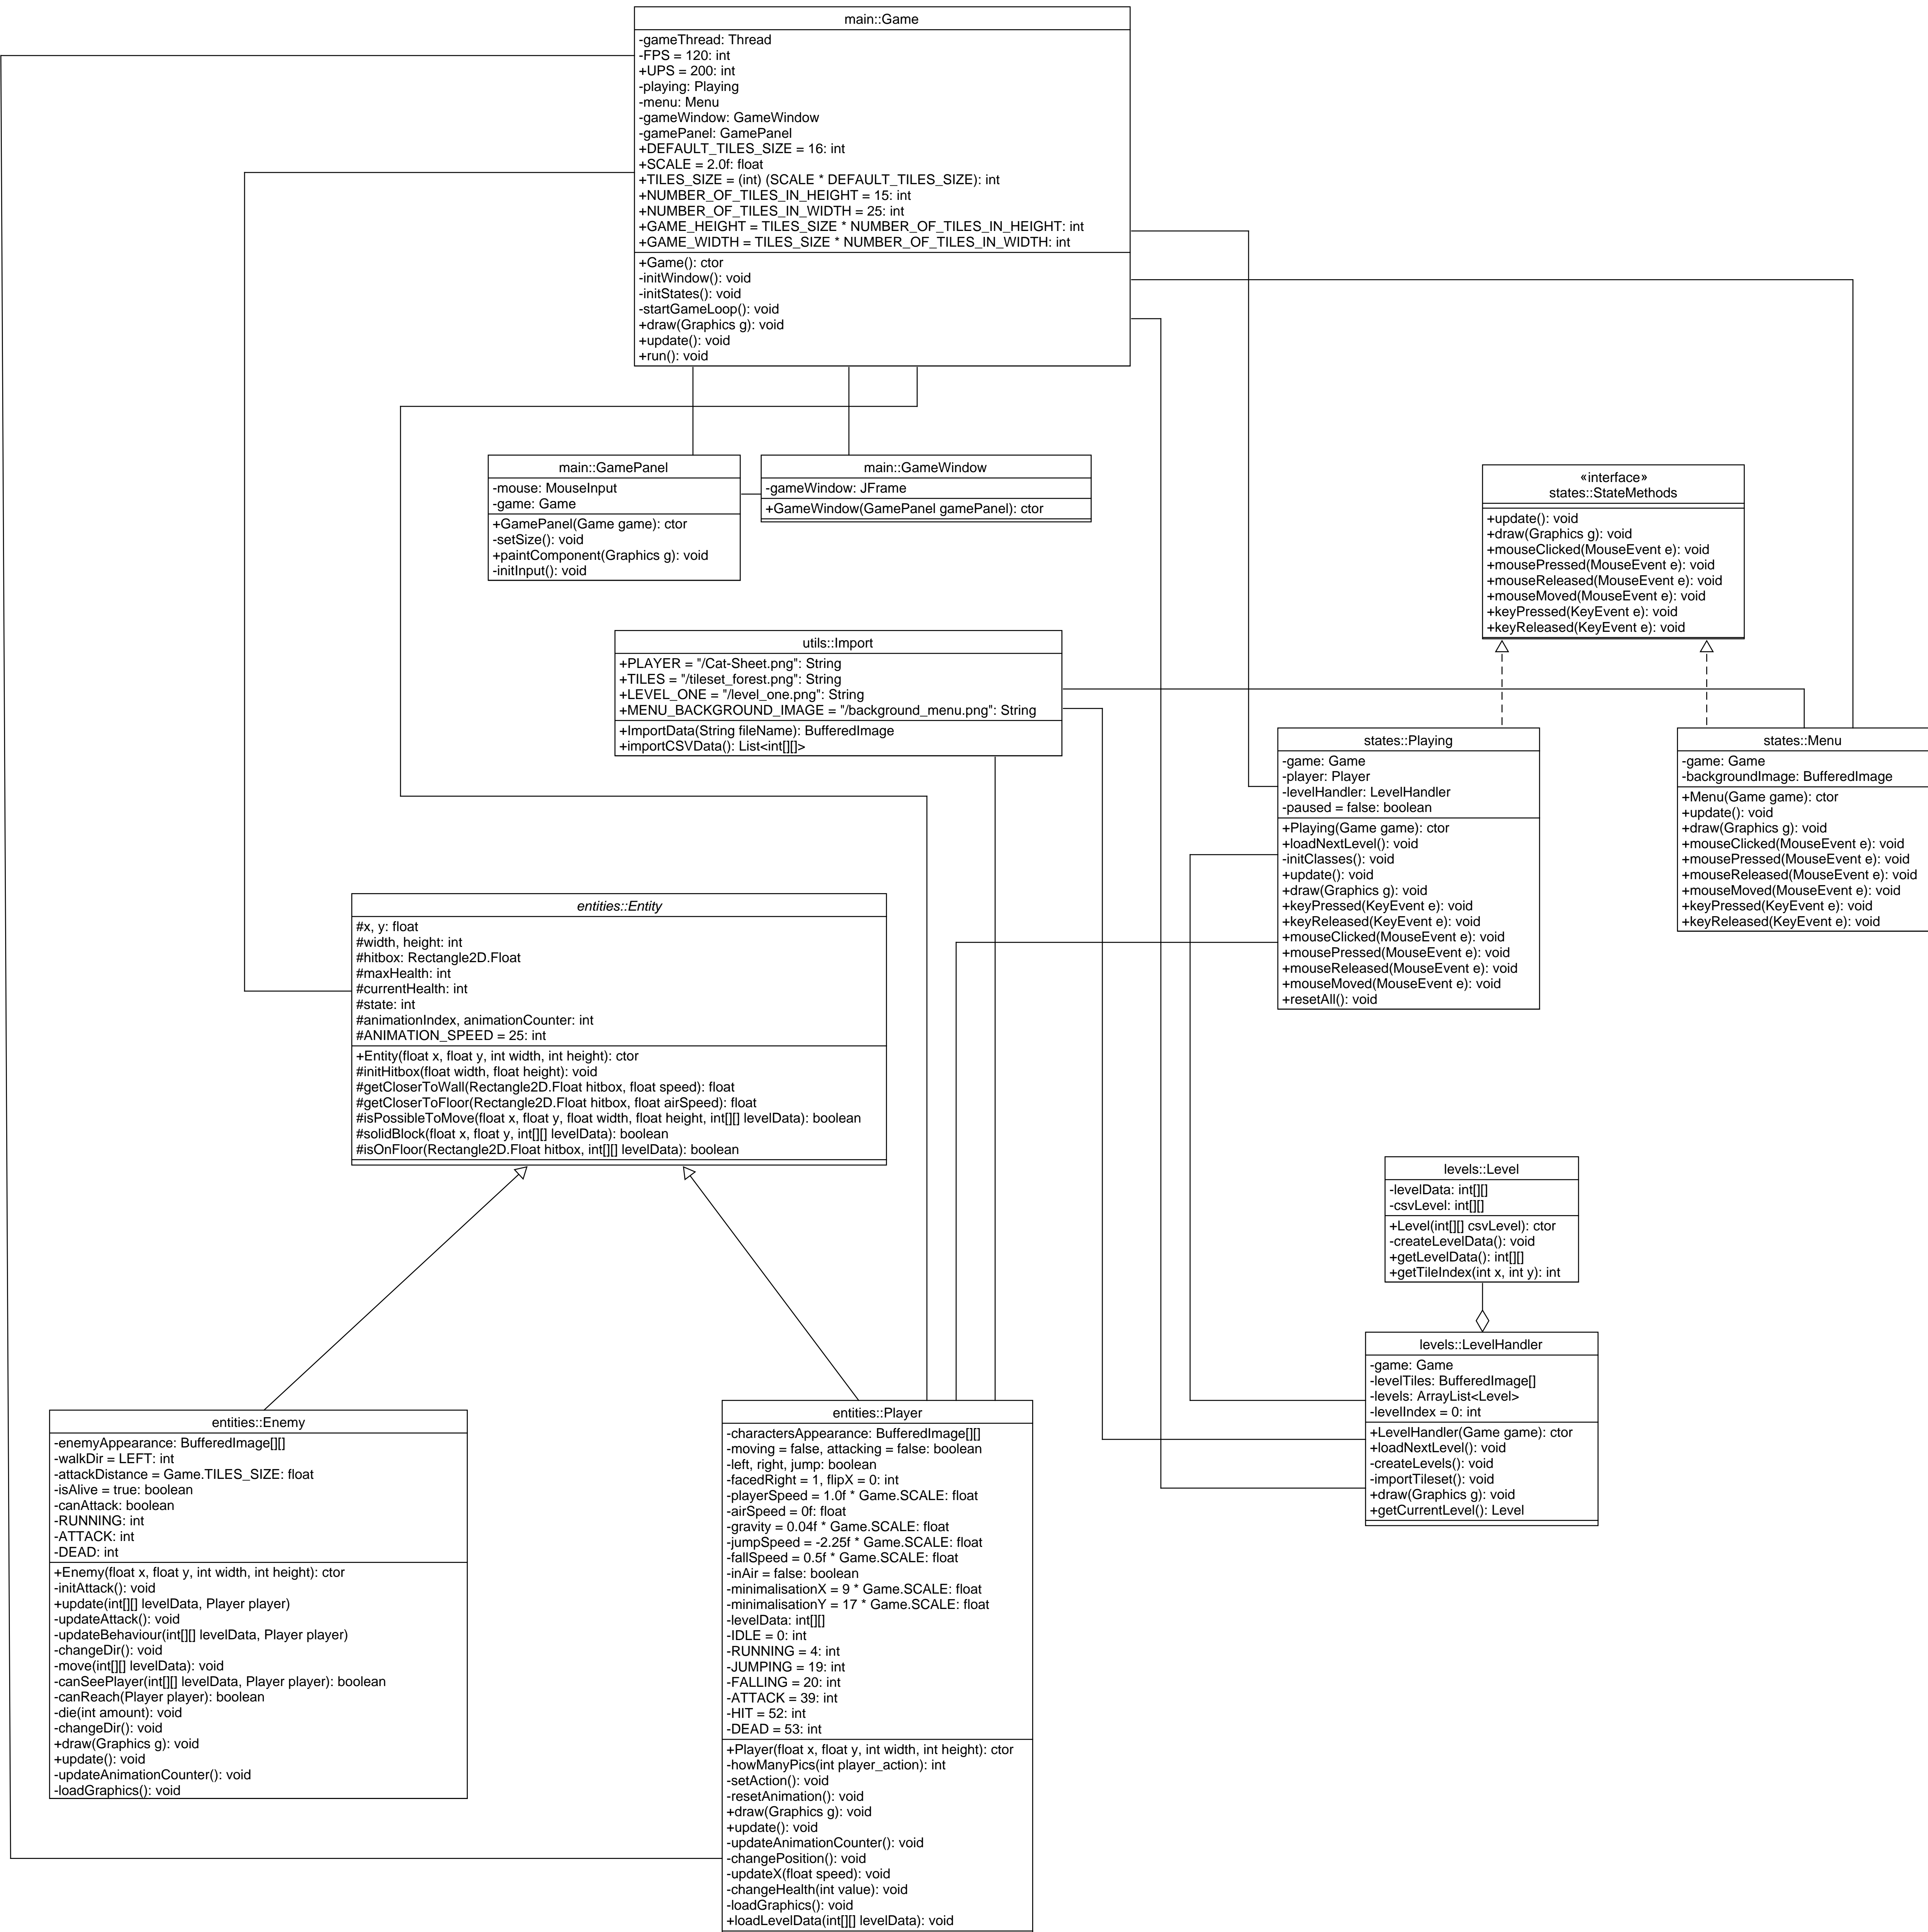 main::Game
-gameThread: Thread
-FPS = 120: int
+UPS = 200: int
-playing: Playing
-menu: Menu
-gameWindow: GameWindow
-gamePanel: GamePanel
+DEFAULT_TILES_SIZE = 16: int
+SCALE = 2.0f: float
+TILES_SIZE = (int) (SCALE * DEFAULT_TILES_SIZE): int
+NUMBER_OF_TILES_IN_HEIGHT = 15: int
+NUMBER_OF_TILES_IN_WIDTH = 25: int
+GAME_HEIGHT = TILES_SIZE * NUMBER_OF_TILES_IN_HEIGHT: int
+GAME_WIDTH = TILES_SIZE * NUMBER_OF_TILES_IN_WIDTH: int
+Game(): ctor
-initWindow(): void
-initStates(): void
-startGameLoop(): void
+draw(Graphics g): void
+update(): void
+run(): void
main::GamePanel
-mouse: MouseInput
-game: Game
+GamePanel(Game game): ctor
-setSize(): void
+paintComponent(Graphics g): void
-initInput(): void
main::GameWindow
-gameWindow: JFrame
+GameWindow(GamePanel gamePanel): ctor
«interface»
states::StateMethods
+update(): void
+draw(Graphics g): void
+mouseClicked(MouseEvent e): void
+mousePressed(MouseEvent e): void
+mouseReleased(MouseEvent e): void
+mouseMoved(MouseEvent e): void
+keyPressed(KeyEvent e): void
+keyReleased(KeyEvent e): void
utils::Import
+PLAYER = "/Cat-Sheet.png": String
+TILES = "/tileset_forest.png": String
+LEVEL_ONE = "/level_one.png": String
+MENU_BACKGROUND_IMAGE = "/background_menu.png": String
+ImportData(String fileName): BufferedImage
+importCSVData(): List<int[][]>
states::Playing
-game: Game
-player: Player
-levelHandler: LevelHandler
-paused = false: boolean
+Playing(Game game): ctor
+loadNextLevel(): void
-initClasses(): void
+update(): void
+draw(Graphics g): void
+keyPressed(KeyEvent e): void
+keyReleased(KeyEvent e): void
+mouseClicked(MouseEvent e): void
+mousePressed(MouseEvent e): void
+mouseReleased(MouseEvent e): void
+mouseMoved(MouseEvent e): void
+resetAll(): void
states::Menu
-game: Game
-backgroundImage: BufferedImage
+Menu(Game game): ctor
+update(): void
+draw(Graphics g): void
+mouseClicked(MouseEvent e): void
+mousePressed(MouseEvent e): void
+mouseReleased(MouseEvent e): void
+mouseMoved(MouseEvent e): void
+keyPressed(KeyEvent e): void
+keyReleased(KeyEvent e): void
entities::Entity
#x, y: float
#width, height: int
#hitbox: Rectangle2D.Float
#maxHealth: int
#currentHealth: int
#state: int
#animationIndex, animationCounter: int
#ANIMATION_SPEED = 25: int
+Entity(float x, float y, int width, int height): ctor
#initHitbox(float width, float height): void
#getCloserToWall(Rectangle2D.Float hitbox, float speed): float
#getCloserToFloor(Rectangle2D.Float hitbox, float airSpeed): float
#isPossibleToMove(float x, float y, float width, float height, int[][] levelData): boolean
#solidBlock(float x, float y, int[][] levelData): boolean
#isOnFloor(Rectangle2D.Float hitbox, int[][] levelData): boolean
levels::Level
-levelData: int[][]
-csvLevel: int[][]
+Level(int[][] csvLevel): ctor
-createLevelData(): void
+getLevelData(): int[][]
+getTileIndex(int x, int y): int
levels::LevelHandler
-game: Game
-levelTiles: BufferedImage[]
-levels: ArrayList<Level>
-levelIndex = 0: int
+LevelHandler(Game game): ctor
+loadNextLevel(): void
-createLevels(): void
-importTileset(): void
+draw(Graphics g): void
+getCurrentLevel(): Level
entities::Enemy
-enemyAppearance: BufferedImage[][]
-walkDir = LEFT: int
-attackDistance = Game.TILES_SIZE: float
-isAlive = true: boolean
-canAttack: boolean
-RUNNING: int
-ATTACK: int
-DEAD: int
+Enemy(float x, float y, int width, int height): ctor
-initAttack(): void
+update(int[][] levelData, Player player)
-updateAttack(): void
-updateBehaviour(int[][] levelData, Player player)
-changeDir(): void
-move(int[][] levelData): void
-canSeePlayer(int[][] levelData, Player player): boolean
-canReach(Player player): boolean
-die(int amount): void
-changeDir(): void
+draw(Graphics g): void
+update(): void
-updateAnimationCounter(): void
-loadGraphics(): void
entities::Player
-charactersAppearance: BufferedImage[][]
-moving = false, attacking = false: boolean
-left, right, jump: boolean
-facedRight = 1, flipX = 0: int
-playerSpeed = 1.0f * Game.SCALE: float
-airSpeed = 0f: float
-gravity = 0.04f * Game.SCALE: float
-jumpSpeed = -2.25f * Game.SCALE: float
-fallSpeed = 0.5f * Game.SCALE: float
-inAir = false: boolean
-minimalisationX = 9 * Game.SCALE: float
-minimalisationY = 17 * Game.SCALE: float
-levelData: int[][]
-IDLE = 0: int
-RUNNING = 4: int
-JUMPING = 19: int
-FALLING = 20: int
-ATTACK = 39: int
-HIT = 52: int
-DEAD = 53: int
+Player(float x, float y, int width, int height): ctor
-howManyPics(int player_action): int
-setAction(): void
-resetAnimation(): void
+draw(Graphics g): void
+update(): void
-updateAnimationCounter(): void
-changePosition(): void
-updateX(float speed): void
-changeHealth(int value): void
-loadGraphics(): void
+loadLevelData(int[][] levelData): void